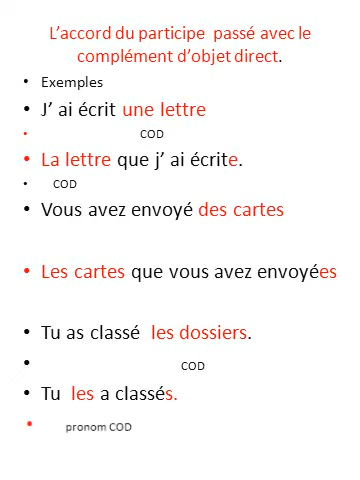 L'accord du participe passé avec le
complément d'objet direct.
• Exemples
• J' ai écrit une lettre
• COD
• La lettre que j' ai écrite.
• COD
• Vous avez envoyé des cartes
• Les cartes que vous avez envoyées
• Tu as classé les dossiers.
• COD
• Tu les a classés.
• pronom COD